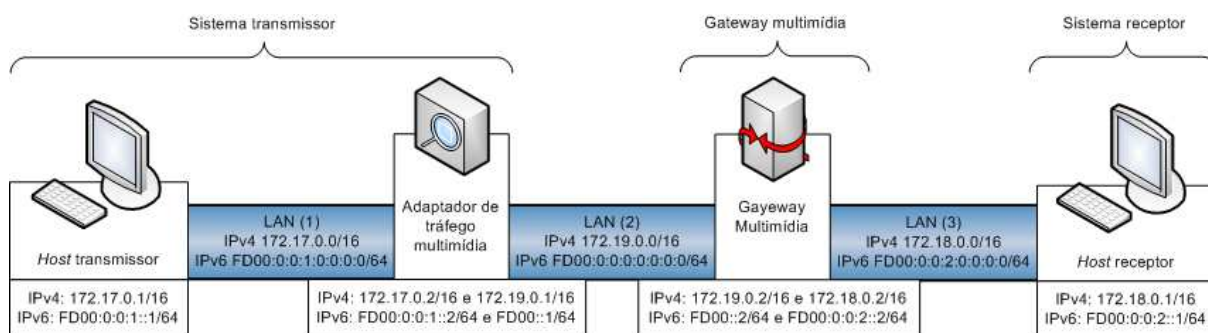 Sistema transmissor
Gateway multimídia
Sistema receptor
LAN (1)
IPv4 172.17.0.0/16
IPv6 FD00:0:0:1:0:0:0:0/64
Adaptador de
tráfego
multimídia
LAN (2)
IPv4 172.19.0.0/16
IPv6 FD00:0:0:0:0:0:0:0/64
Gayeway
Multimídia
LAN (3)
IPv4 172.18.0.0/16
IPv6 FD00:0:0:2:0:0:0:0/64
Host transmissor
Host receptor
IPv4: 172.17.0.1/16
IPv6: FD00:0:0:1::1/64
IPv4: 172.17.0.2/16 e 172.19.0.1/16
IPv6: FD00:0:0:1::2/64 e FD00::1/64
IPv4: 172.19.0.2/16 e 172.18.0.2/16
IPv6: FD00::2/64 e FD00:0:0:2::2/64
IPv4: 172.18.0.1/16
IPv6: FD00:0:0:2::1/64